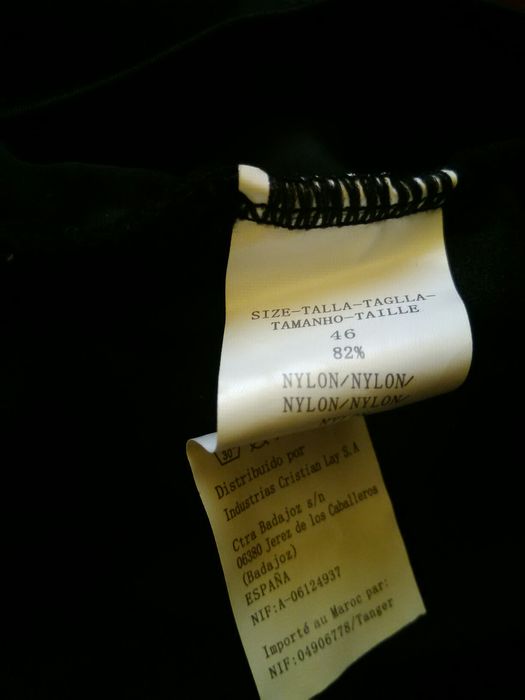 SIZE-TALLA-TAGLLA-
TAMANHO-TAILLE
46
82%
NYLON/NYLON/
NYLON/NYLON/
30
Distribuido por
Industrias Cristian Lay S.A
Ctra Badajoz s/n
06380 Jerez de los Caballeros
(Badajoz)
ESPAÑA
NIF:A-06124937
Importé au Maroc par:
NIF:04906778/Tanger